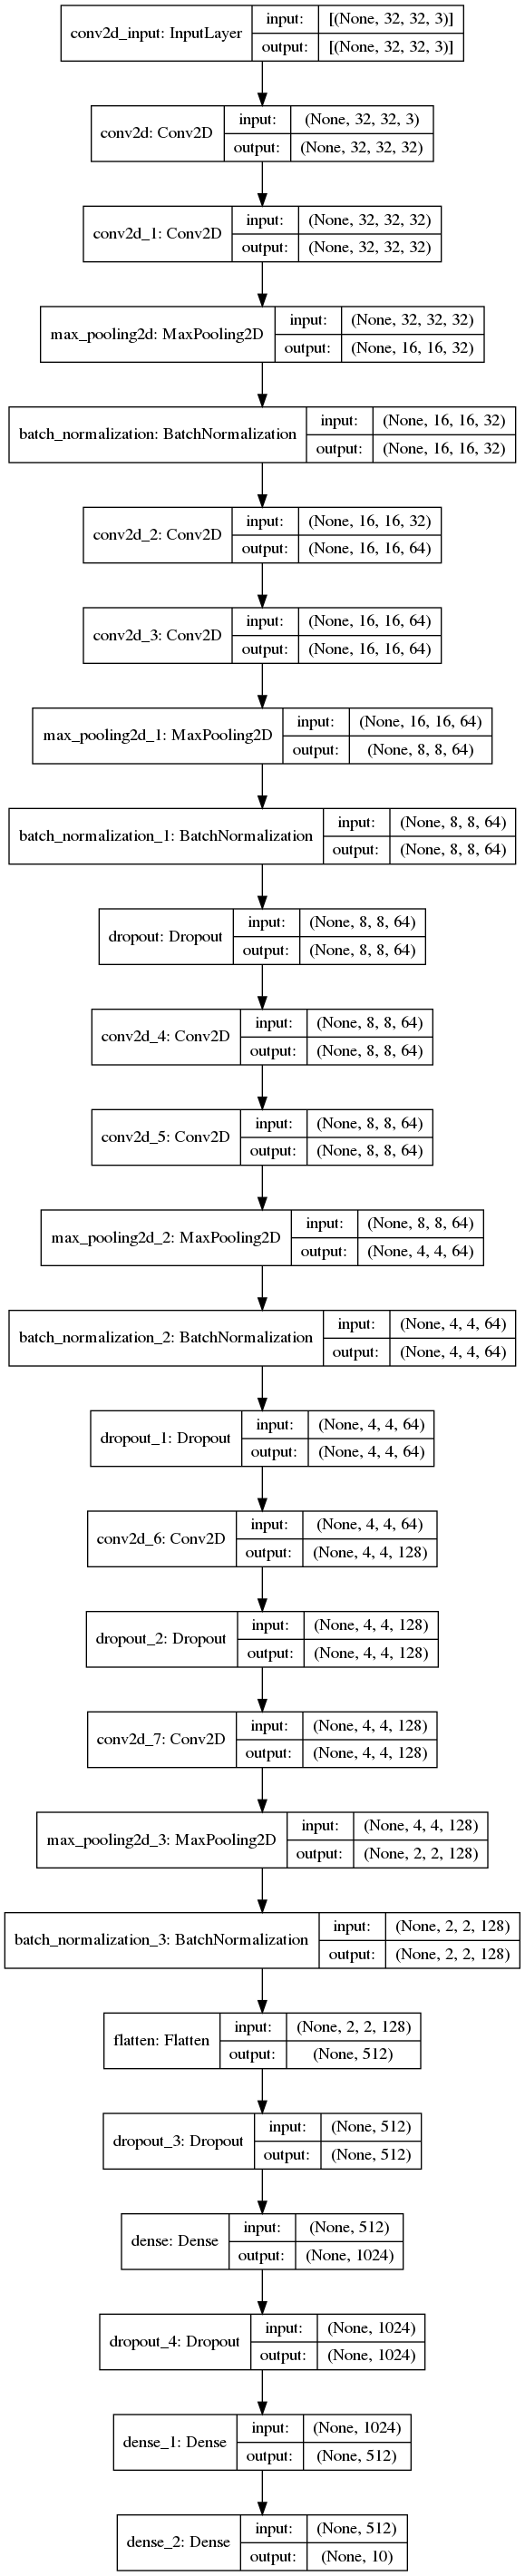 conv2d_input: InputLayer
input: [(None, 32, 32, 3)]
output: [(None, 32, 32, 3)]
conv2d: Conv2D
input: (None, 32, 32, 3)
output: (None, 32, 32, 32)
conv2d_1: Conv2D
input: (None, 32, 32, 32)
output: (None, 32, 32, 32)
max_pooling2d: MaxPooling2D
input: (None, 32, 32, 32)
output: (None, 16, 16, 32)
batch_normalization: BatchNormalization
input: (None, 16, 16, 32)
output: (None, 16, 16, 32)
conv2d_2: Conv2D
input: (None, 16, 16, 32)
output: (None, 16, 16, 64)
conv2d_3: Conv2D
input: (None, 16, 16, 64)
output: (None, 16, 16, 64)
max_pooling2d_1: MaxPooling2D
input: (None, 16, 16, 64)
output: (None, 8, 8, 64)
batch_normalization_1: BatchNormalization
input: (None, 8, 8, 64)
output: (None, 8, 8, 64)
dropout: Dropout
input: (None, 8, 8, 64)
output: (None, 8, 8, 64)
conv2d_4: Conv2D
input: (None, 8, 8, 64)
output: (None, 8, 8, 64)
conv2d_5: Conv2D
input: (None, 8, 8, 64)
output: (None, 8, 8, 64)
max_pooling2d_2: MaxPooling2D
input: (None, 8, 8, 64)
output: (None, 4, 4, 64)
batch_normalization_2: BatchNormalization
input: (None, 4, 4, 64)
output: (None, 4, 4, 64)
dropout_1: Dropout
input: (None, 4, 4, 64)
output: (None, 4, 4, 64)
conv2d_6: Conv2D
input: (None, 4, 4, 64)
output: (None, 4, 4, 128)
dropout_2: Dropout
input: (None, 4, 4, 128)
output: (None, 4, 4, 128)
conv2d_7: Conv2D
input: (None, 4, 4, 128)
output: (None, 4, 4, 128)
max_pooling2d_3: MaxPooling2D
input: (None, 4, 4, 128)
output: (None, 2, 2, 128)
batch_normalization_3: BatchNormalization
input: (None, 2, 2, 128)
output: (None, 2, 2, 128)
flatten: Flatten
input: (None, 2, 2, 128)
output: (None, 512)
dropout_3: Dropout
input: (None, 512)
output: (None, 512)
dense: Dense
input: (None, 512)
output: (None, 1024)
dropout_4: Dropout
input: (None, 1024)
output: (None, 1024)
dense_1: Dense
input: (None, 1024)
output: (None, 512)
dense_2: Dense
input: (None, 512)
output: (None, 10)